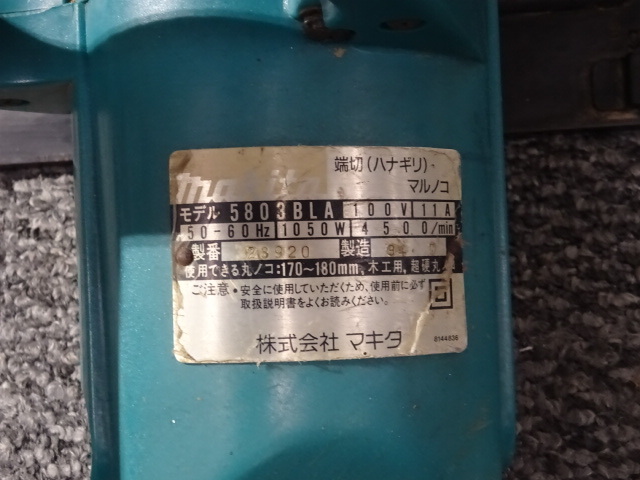 makita
端切(ハナギリ)
マルノコ
モデル 5803BLA 100V 11A
50-60Hz 1050W 4500/min
製番 製造
使用できる丸ノコ:170~180mm,木工用,超硬丸
ご注意・安全に使用していただくため、使用前に必ず
取扱説明書をよくお読みください。
株式会社 マキタ